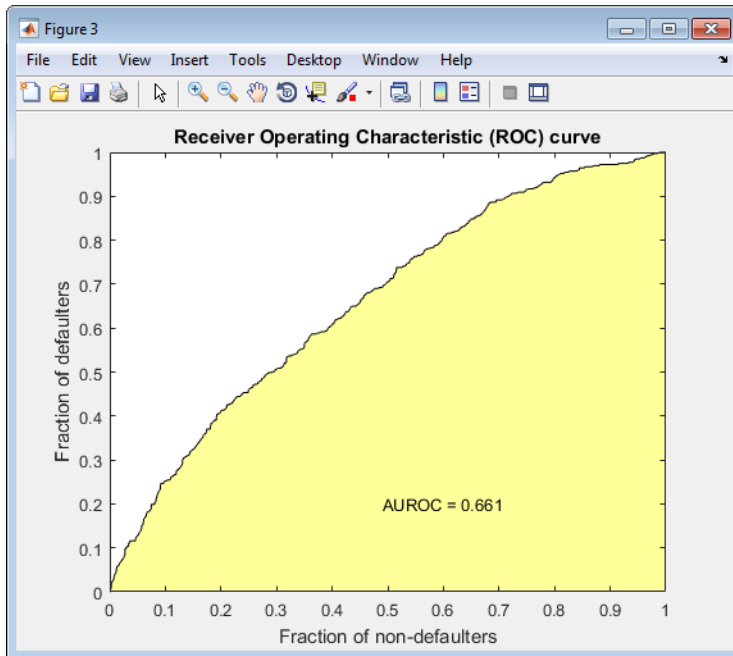 Figure 3
File Edit View Insert Tools Desktop Window Help
Receiver Operating Characteristic (ROC) curve
1
0.9
0.8
0.7
0.6
0.5
0.4
0.3
0.2
0.1
0
Fraction of defaulters
AUROC = 0.661
0 0.1 0.2 0.3 0.4 0.5 0.6 0.7 0.8 0.9 1
Fraction of non-defaulters